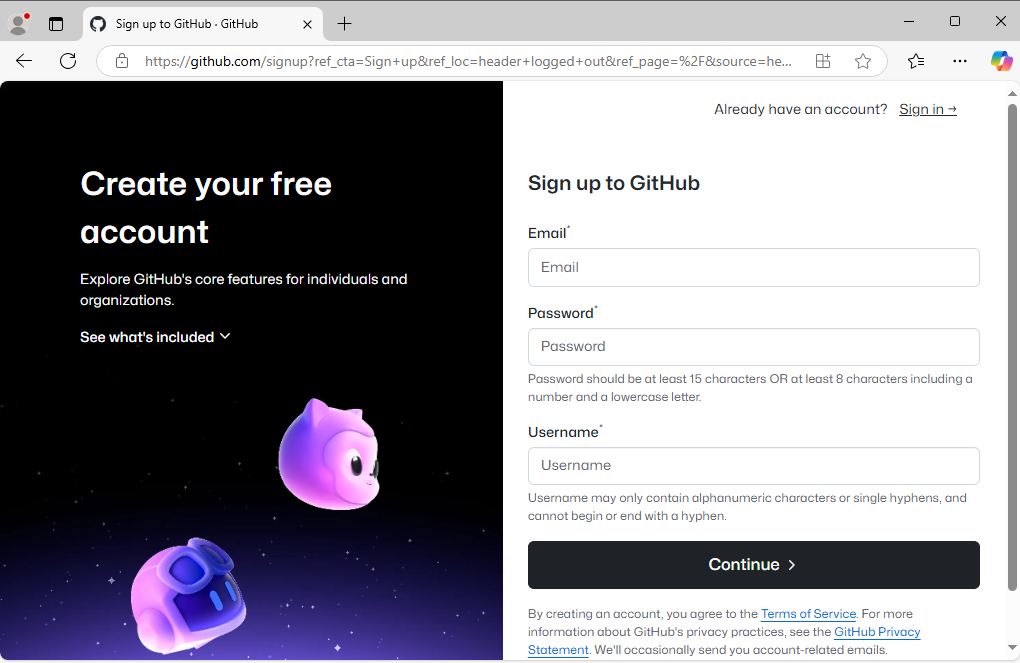 Sign up to GitHub · GitHub
https://github.com/signup?ref_cta=Sign+up&ref_loc=header+logged+out&ref_page=%2F&source=he...
Already have an account? Sign in →
Create your free
account
Explore GitHub's core features for individuals and
organizations.
See what's included
Sign up to GitHub
Email*
Email
Password*
Password
Password should be at least 15 characters OR at least 8 characters including a
number and a lowercase letter.
Username*
Username
Username may only contain alphanumeric characters or single hyphens, and
cannot begin or end with a hyphen.
Continue >
By creating an account, you agree to the Terms of Service. For more
information about GitHub's privacy practices, see the GitHub Privacy
Statement. We'll occasionally send you account-related emails.